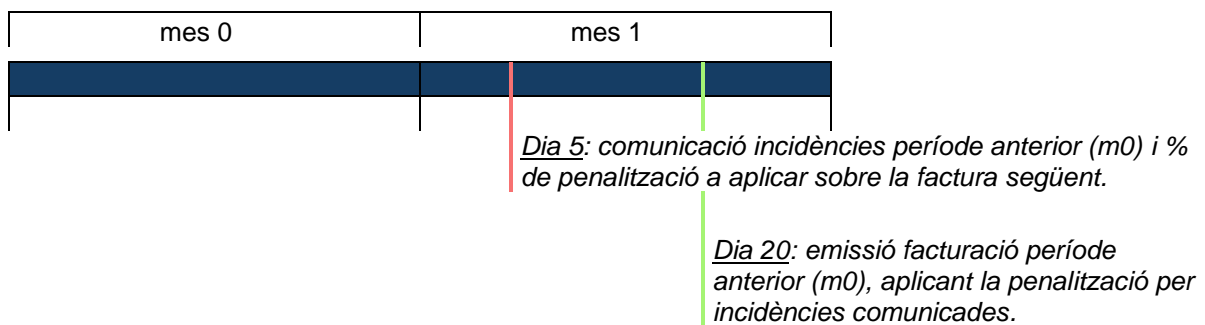 mes 0
mes 1
Dia 5: comunicació incidències període anterior (m0) i %
de penalització a aplicar sobre la factura següent.
Dia 20: emissió facturació període
anterior (m0), aplicant la penalització per
incidències comunicades.